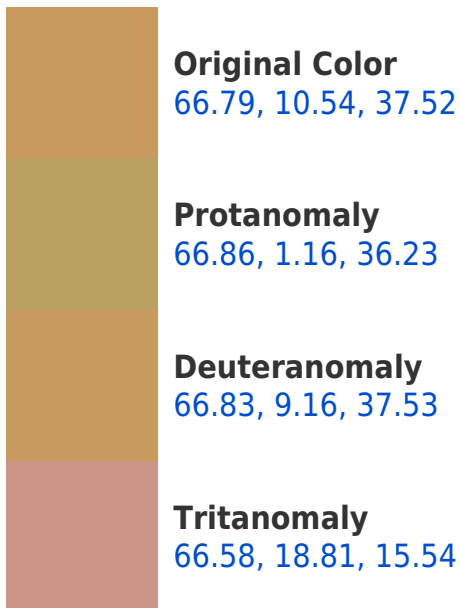 Original Color
66.79, 10.54, 37.52
Protanomaly
66.86, 1.16, 36.23
Deuteranomaly
66.83, 9.16, 37.53
Tritanomaly
66.58, 18.81, 15.54